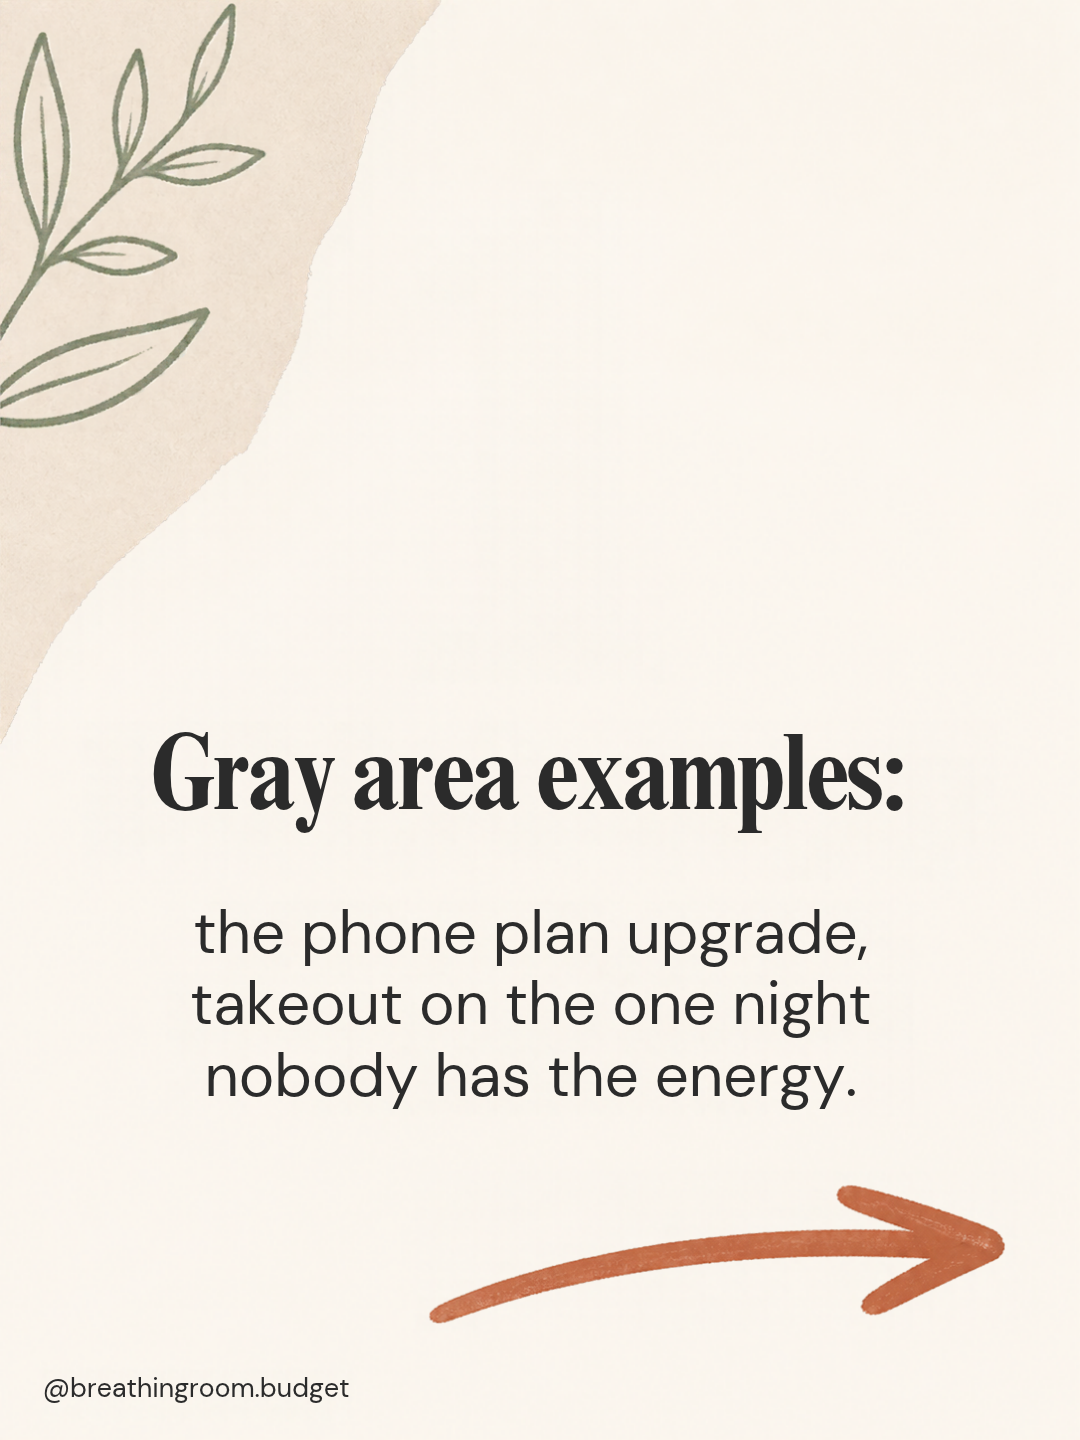 Gray area examples:
the phone plan upgrade,
takeout on the one night
nobody has the energy.
@breathingroom.budget